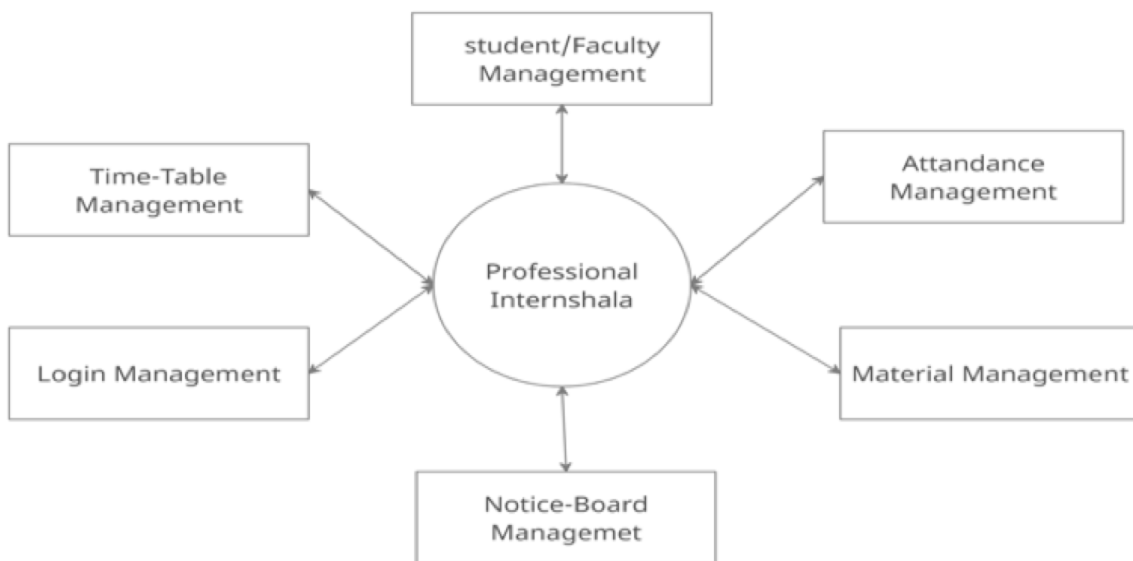 student/Faculty
Management
Time-Table
Management
Attandance
Management
Professional
Internshala
Login Management
Material Management
Notice-Board
Managemet